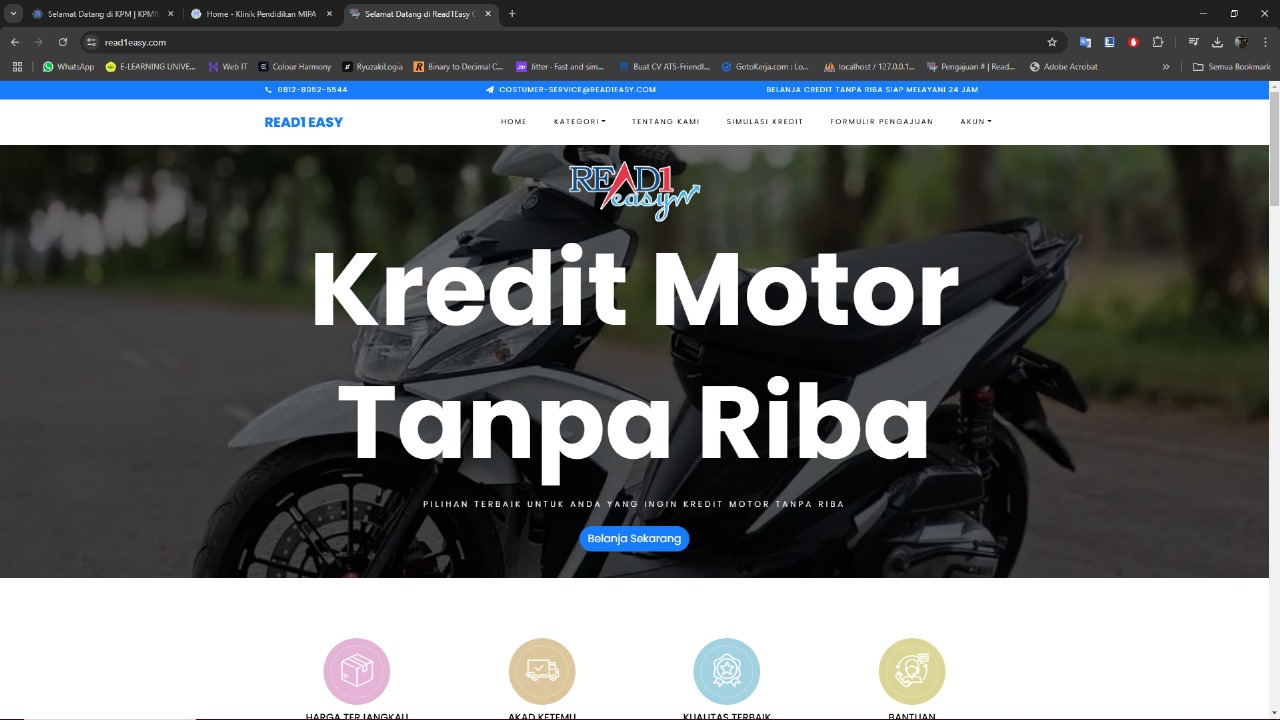 Selamat Datang di KPM | KPMI
Home - Klinik Pendidikan MIPA
Selamat Datang di Read1Easy C
read1easy.com
WhatsApp
E-LEARNING UNIVE...
Web IT
Colour Harmony
RyuzakiLogia
Binary to Decimal C...
Jitter - Fast and sim...
Buat CV ATS-Friendl...
GotoKerja.com : Lo...
localhost / 127.0.0.1...
Pengajuan # | Read...
Adobe Acrobat
Semua Bookmark
0812-8052-5544
COSTUMER-SERVICE@READ1EASY.COM
BELANJA CREDIT TANPA RIBA SIAP MELAYANI 24 JAM
READ1 EASY
HOME
KATEGORI
TENTANG KAMI
SIMULASI KREDIT
FORMULIR PENGAJUAN
AKUN
READ1
easy
Kredit Motor
Tanpa Riba
PILIHAN TERBAIK UNTUK ANDA YANG INGIN KREDIT MOTOR TANPA RIBA
Belanja Sekarang
HARGA TERJANGKAU
AKAD KETEMU
KUALITAS TERBAIK
BANTUAN